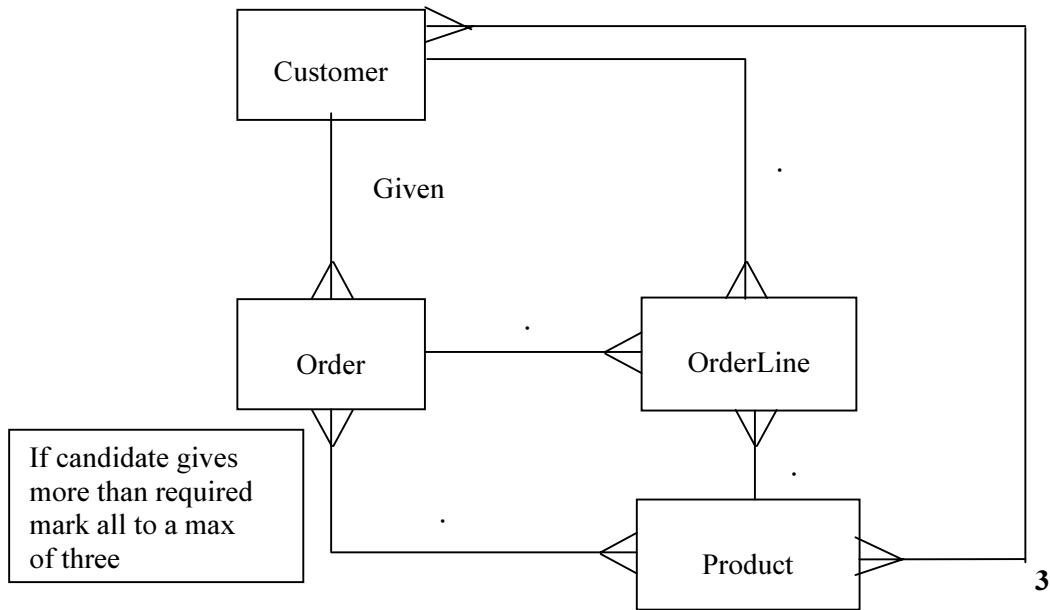 Customer
Given
Order
OrderLine
If candidate gives
more than required
mark all to a max
of three
Product
3